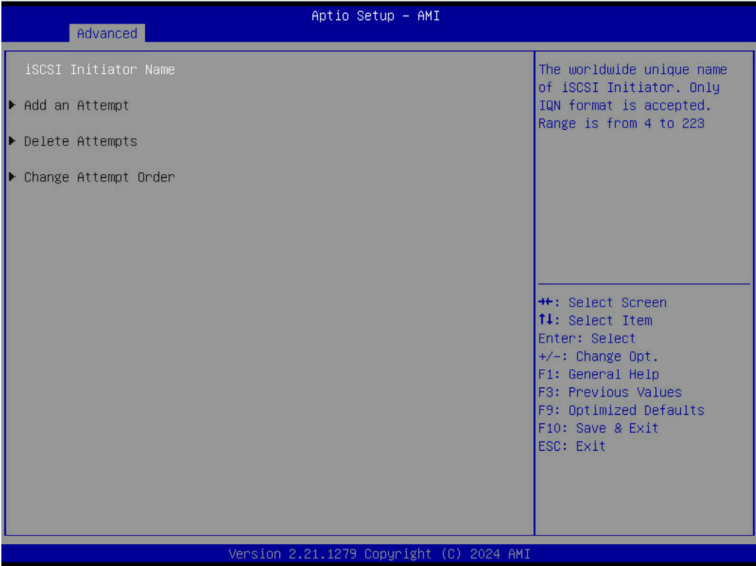 Aptio Setup – AMI
Advanced
iSCSI Initiator Name
▶ Add an Attempt
▶ Delete Attempts
▶ Change Attempt Order
The worldwide unique name
of iSCSI Initiator. Only
IQN format is accepted.
Range is from 4 to 223
→←: Select Screen
↑↓: Select Item
Enter: Select
+/-: Change Opt.
F1: General Help
F3: Previous Values
F9: Optimized Defaults
F10: Save & Exit
ESC: Exit
Version 2.21.1279 Copyright (C) 2024 AMI